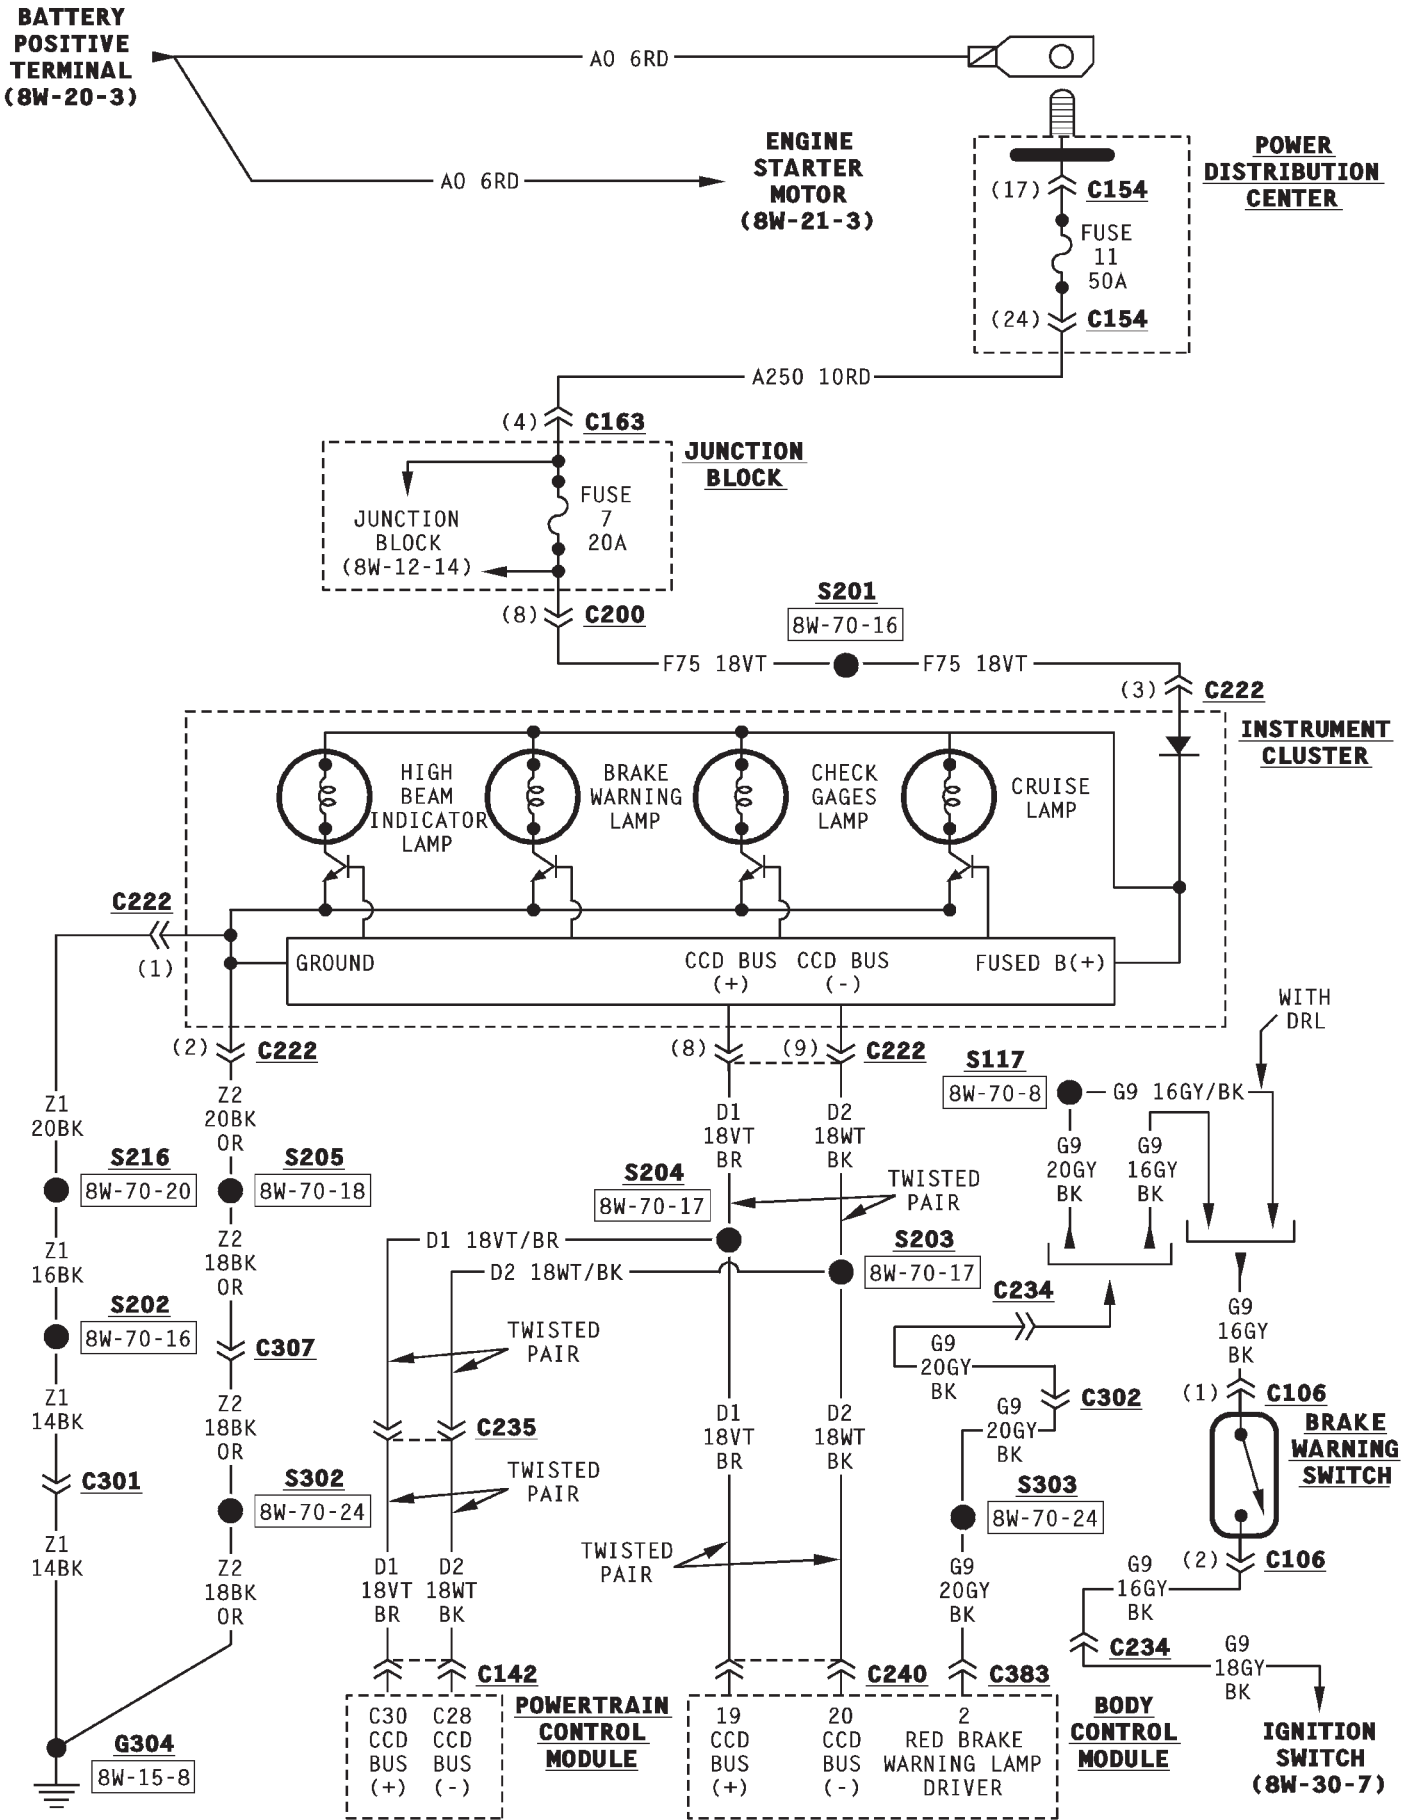 BATTERY
POSITIVE
TERMINAL
(8W-20-3)
A0 6RD
A0 6RD
ENGINE
STARTER
MOTOR
(8W-21-3)
POWER
DISTRIBUTION
CENTER
(17) C154
FUSE
11
50A
(24) C154
A250 10RD
(4) C163
JUNCTION
BLOCK
FUSE
7
20A
JUNCTION
BLOCK
(8W-12-14)
(8) C200
S201
8W-70-16
F75 18VT
F75 18VT
(3) C222
INSTRUMENT
CLUSTER
HIGH
BEAM
INDICATOR
LAMP
BRAKE
WARNING
LAMP
CHECK
GAGES
LAMP
CRUISE
LAMP
C222
(1)
GROUND
CCD BUS
(+)
CCD BUS
(-)
FUSED B(+)
WITH
DRL
(2) C222
(8)
(9) C222
S117
8W-70-8
G9 16GY/BK
Z1
20BK
Z2
20BK
OR
D1
18VT
BR
D2
18WT
BK
G9
20GY
BK
G9
16GY
BK
S216
8W-70-20
S205
8W-70-18
S204
8W-70-17
TWISTED
PAIR
Z1
16BK
Z2
18BK
OR
D1 18VT/BR
D2 18WT/BK
S203
8W-70-17
C234
G9
16GY
BK
S202
8W-70-16
C307
TWISTED
PAIR
G9
20GY
BK
C302
(1) C106
Z1
14BK
Z2
18BK
OR
C235
D1
18VT
BR
D2
18WT
BK
G9
20GY
BK
BRAKE
WARNING
SWITCH
C301
S302
8W-70-24
TWISTED
PAIR
S303
8W-70-24
Z1
14BK
Z2
18BK
OR
D1
18VT
BR
D2
18WT
BK
TWISTED
PAIR
G9
20GY
BK
(2) C106
G9
16GY
BK
C234
G9
18GY
BK
C142
C240
C383
G304
8W-15-8
C30
CCD
BUS
(+)
C28
CCD
BUS
(-)
POWERTRAIN
CONTROL
MODULE
19
CCD
BUS
(+)
20
CCD
BUS
(-)
2
RED BRAKE
WARNING LAMP
DRIVER
BODY
CONTROL
MODULE
IGNITION
SWITCH
(8W-30-7)